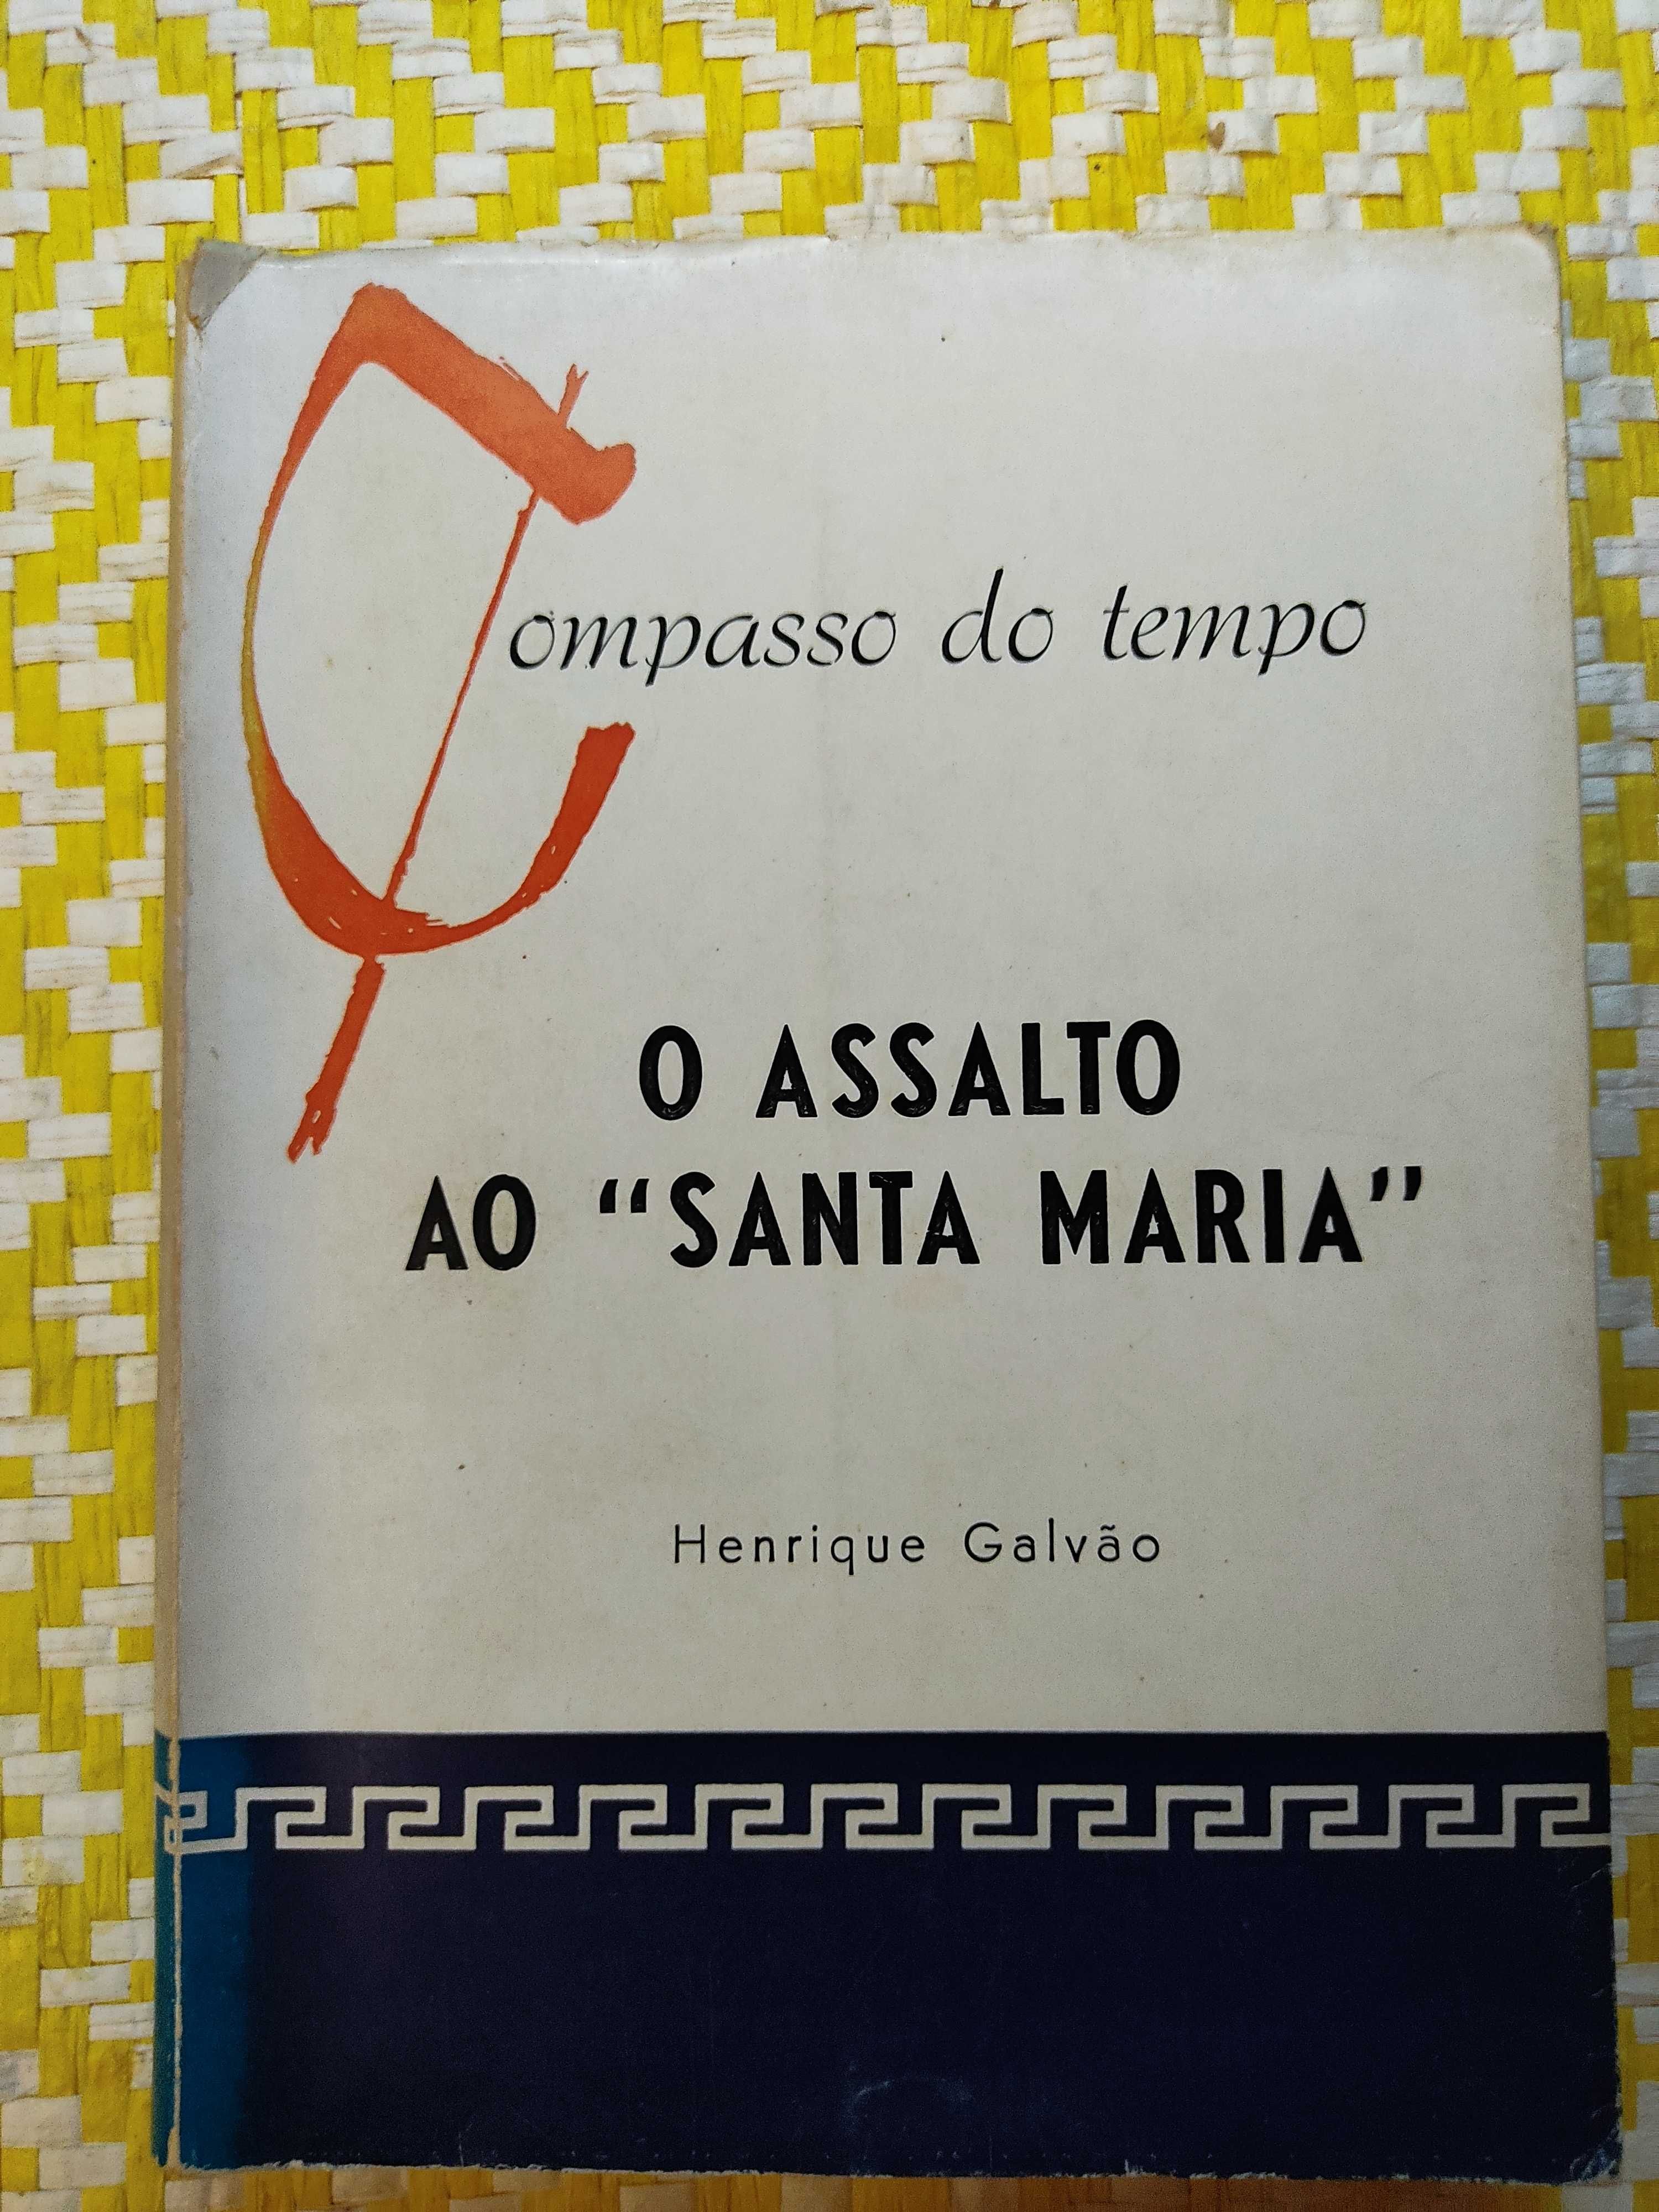 Compasso do tempo
O ASSALTO
AO “SANTA MARIA”
Henrique Galvão